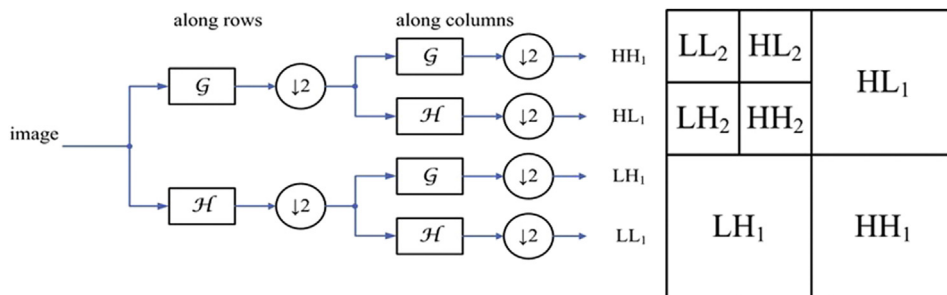 along rows
along columns
𝒢
↓2
𝒢
↓2
HH₁
ℋ
↓2
HL₁
image
ℋ
↓2
𝒢
↓2
LH₁
ℋ
↓2
LL₁
LL₂
HL₂
HL₁
LH₂
HH₂
LH₁
HH₁